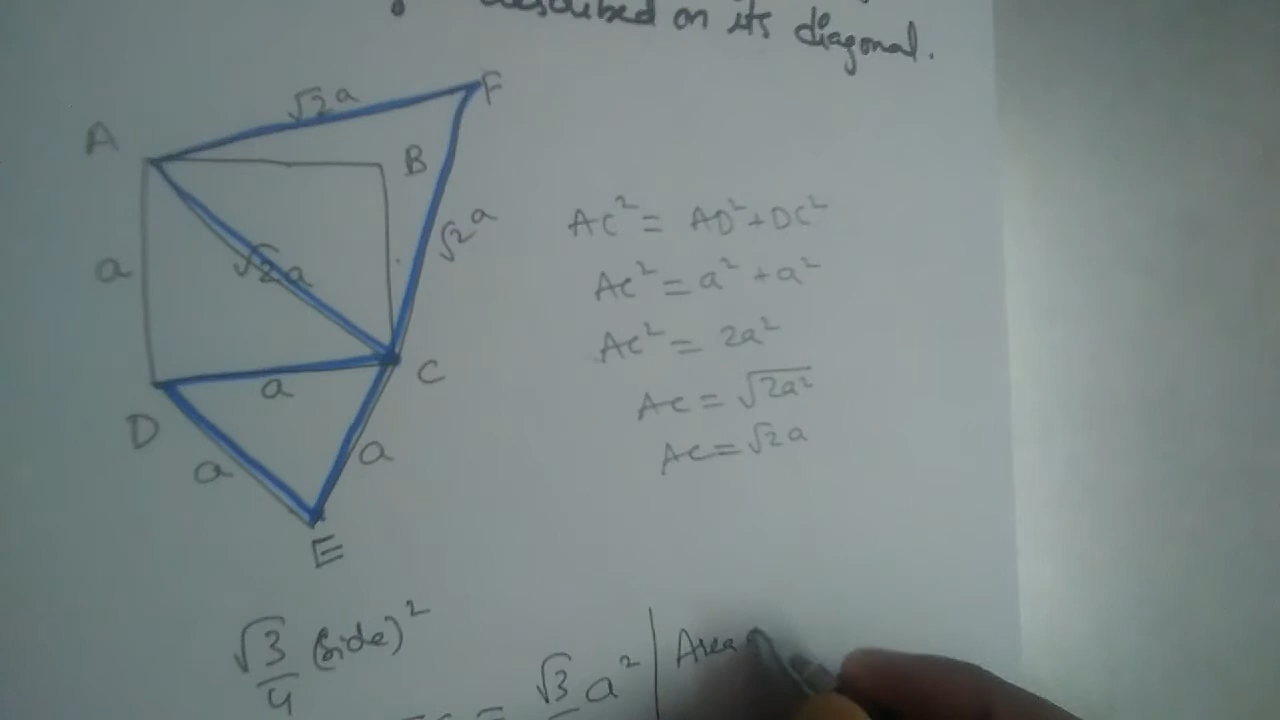 described on its diagonal.
F
√2a
A
B
√2a
AC² = AD² + DC²
a
√2a
AC² = a² + a²
AC² = 2a²
C
a
AC = √2a²
D
AC = √2a
a
a
E
√3/4 (side)²
= √3 a²
Area